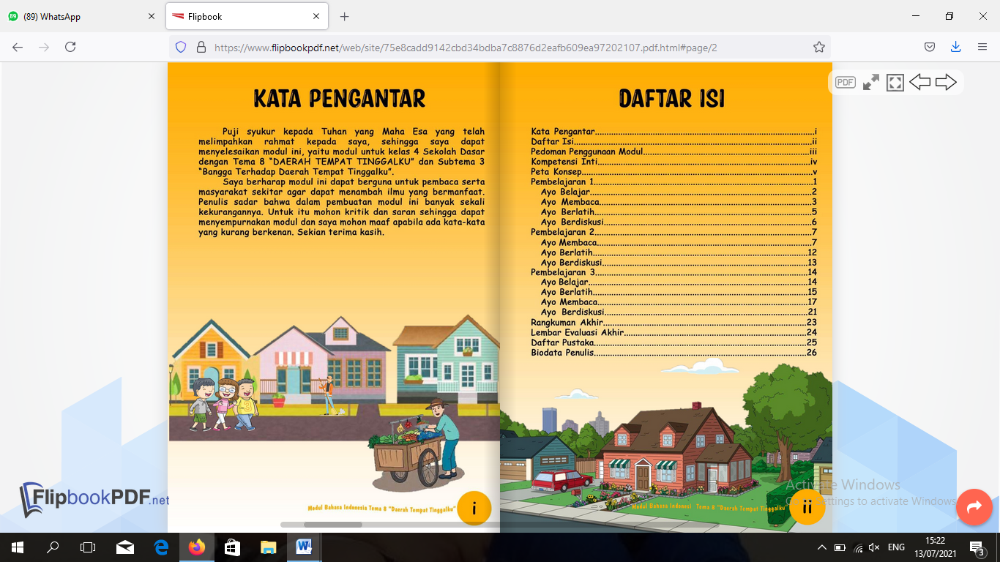 (89) WhatsApp
Flipbook
https://www.flipbookpdf.net/web/site/75e8cadd9142cbd34bdba7c8876d2eafb609ea97202107.pdf.html#page/2
PDF
KATA PENGANTAR
Puji syukur kepada Tuhan yang Maha Esa yang telah
melimpahkan rahmat kepada saya, sehingga saya dapat
menyelesaikan modul ini, yaitu modul untuk kelas 4 Sekolah Dasar
dengan Tema 8 “DAERAH TEMPAT TINGGALKU” dan Subtema 3
“Bangga Terhadap Daerah Tempat Tinggalku”.
Saya berharap modul ini dapat berguna untuk pembaca serta
masyarakat sekitar agar dapat menambah ilmu yang bermanfaat.
Penulis sadar bahwa dalam pembuatan modul ini banyak sekali
kekurangannya. Untuk itu mohon kritik dan saran sehingga dapat
menyempurnakan modul dan saya mohon maaf apabila ada kata-kata
yang kurang berkenan. Sekian terima kasih.
Modul Bahasa Indonesia Tema 8 "Daerah Tempat Tinggalku"
i
DAFTAR ISI
Kata Pengantar.....i
Daftar Isi.....ii
Pedoman Penggunaan Modul.....iii
Kompetensi Inti.....iv
Peta Konsep.....v
Pembelajaran 1.....1
Ayo Belajar.....2
Ayo Membaca.....3
Ayo Berlatih.....5
Ayo Berdiskusi.....6
Pembelajaran 2.....7
Ayo Membaca.....7
Ayo Berlatih.....12
Ayo Berdiskusi.....13
Pembelajaran 3.....14
Ayo Belajar.....14
Ayo Berlatih.....15
Ayo Membaca.....17
Ayo Berdiskusi.....21
Rangkuman Akhir.....23
Lembar Evaluasi Akhir.....24
Daftar Pustaka.....25
Biodata Penulis.....26
Modul Bahasa Indonesi Tema 8 "Daerah Tempat Tinggalku"
ii
FlipbookPDF.net
Activate Windows
Go to Settings to activate Windows.
ENG
15:22
13/07/2021
3